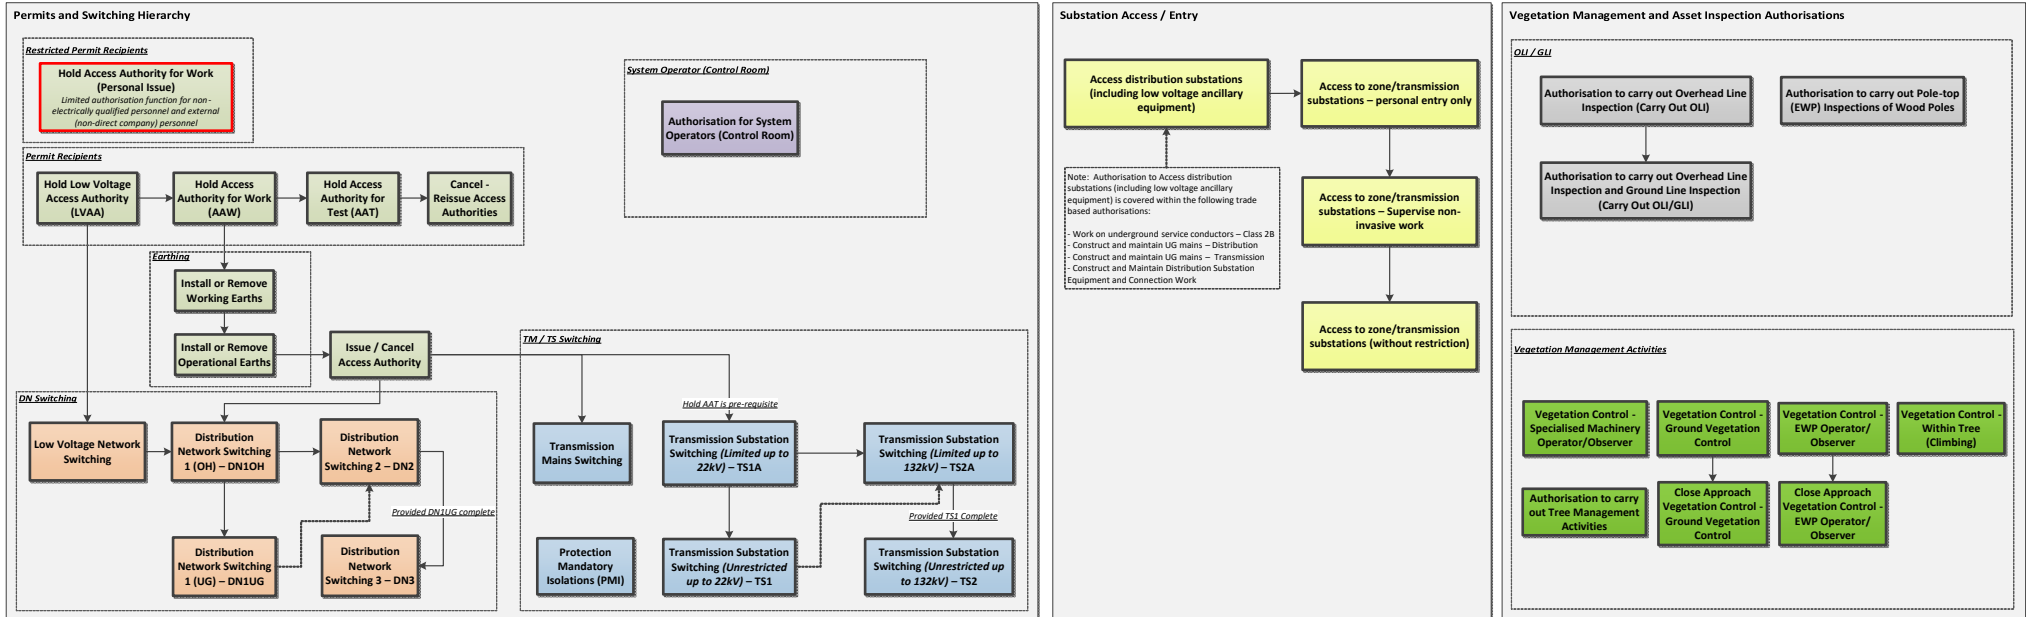 Permits and Switching Hierarchy
Restricted Permit Recipients
Hold Access Authority for Work
(Personal Issue)
Limited authorisation function for non-
electrically qualified personnel and external
(non-direct company) personnel
System Operator (Control Room)
Authorisation for System
Operators (Control Room)
Permit Recipients
Hold Low Voltage
Access Authority
(LVAA)
Hold Access
Authority for Work
(AAW)
Hold Access
Authority for
Test (AAT)
Cancel -
Reissue Access
Authorities
Earthing
Install or Remove
Working Earths
Install or Remove
Operational Earths
Issue / Cancel
Access Authority
DN Switching
Low Voltage Network
Switching
Distribution
Network Switching
1 (OH) – DN1OH
Distribution
Network
Switching 2 – DN2
Provided DN1UG complete
Distribution
Network Switching
1 (UG) – DN1UG
Distribution
Network
Switching 3 – DN3
TM / TS Switching
Hold AAT is pre-requisite
Transmission
Mains Switching
Transmission Substation
Switching (Limited up to
22kV) – TS1A
Transmission Substation
Switching (Limited up to
132kV) – TS2A
Provided TS1 Complete
Protection
Mandatory
Isolations (PMI)
Transmission Substation
Switching (Unrestricted
up to 22kV) – TS1
Transmission Substation
Switching (Unrestricted up
to 132kV) – TS2
Substation Access / Entry
Access distribution substations
(including low voltage ancillary
equipment)
Access to zone/transmission
substations – personal entry only
Note: Authorisation to Access distribution
substations (including low voltage ancillary
equipment) is covered within the following trade
based authorisations:
- Work on underground service conductors – Class 2B
- Construct and maintain UG mains – Distribution
- Construct and maintain UG mains – Transmission
- Construct and Maintain Distribution Substation
Equipment and Connection Work
Access to zone/transmission
substations – Supervise non-
invasive work
Access to zone/transmission
substations (without restriction)
Vegetation Management and Asset Inspection Authorisations
OLI / GLI
Authorisation to carry out Overhead Line
Inspection (Carry Out OLI)
Authorisation to carry out Pole-top
(EWP) Inspections of Wood Poles
Authorisation to carry out Overhead Line
Inspection and Ground Line Inspection
(Carry Out OLI/GLI)
Vegetation Management Activities
Vegetation Control -
Specialised Machinery
Operator/Observer
Vegetation Control -
Ground Vegetation
Control
Vegetation Control -
EWP Operator/
Observer
Vegetation Control -
Within Tree
(Climbing)
Authorisation to carry
out Tree Management
Activities
Close Approach
Vegetation Control -
Ground Vegetation
Control
Close Approach
Vegetation Control -
EWP Operator/
Observer